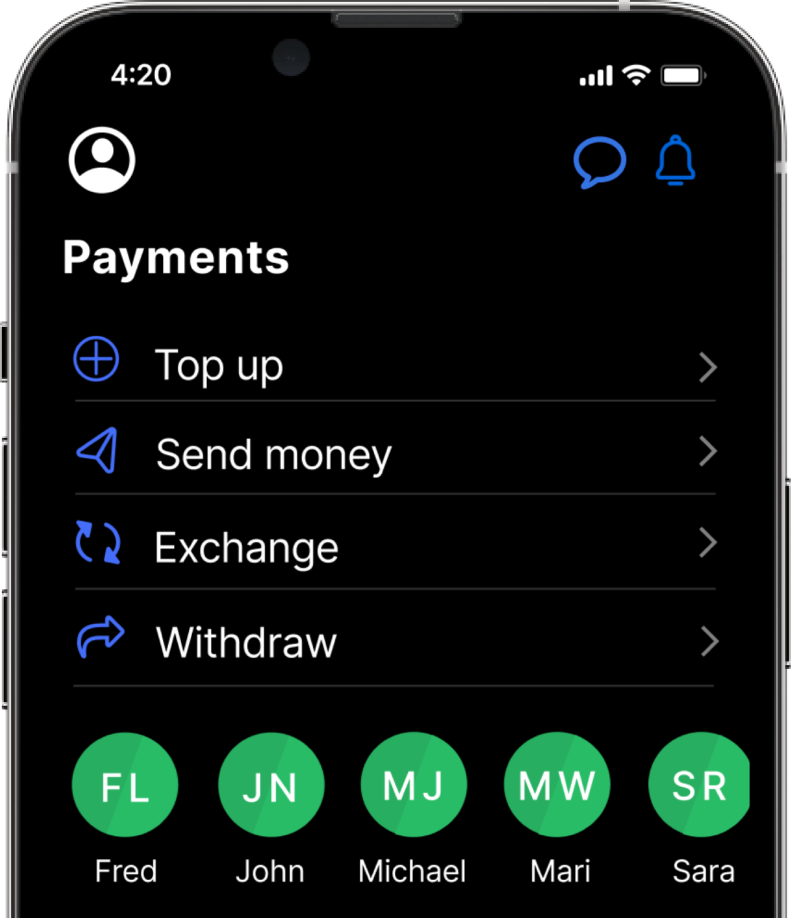 4:20
Payments
Top up
Send money
Exchange
Withdraw
FL JN MJ MW SR
Fred John Michael Mari Sara